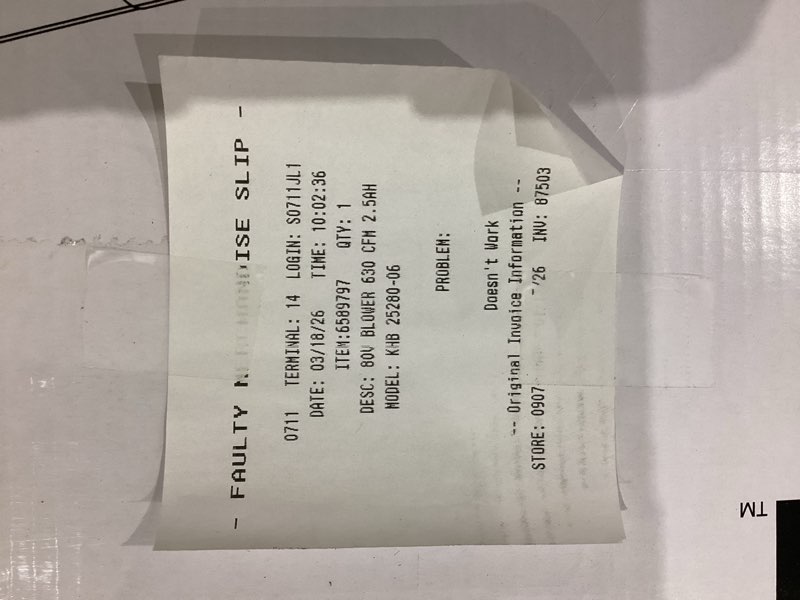 - FAULTY MERCHANDISE SLIP -
0711 TERMINAL: 14 LOGIN: S0711JL1
DATE: 03/18/26 TIME: 10:02:36
ITEM:6589797 QTY: 1
DESC: 80V BLOWER 630 CFM 2.5AH
MODEL: KHB 25280-06
PROBLEM:
Doesn't Work
-- Original Invoice Information --
STORE: 0907 /26 INV: 87503
TM